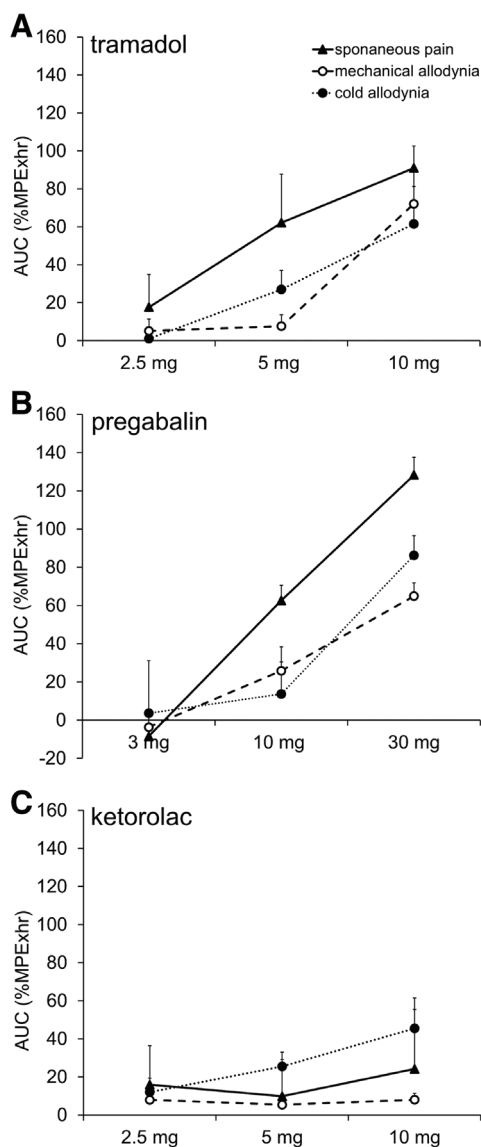 A
tramadol
sponaneous pain
mechanical allodynia
cold allodynia
AUC (%MPExhr)
160
140
120
100
80
60
40
20
0
2.5 mg 5 mg 10 mg
B
pregabalin
AUC (%MPExhr)
160
140
120
100
80
60
40
20
0
-20
3 mg 10 mg 30 mg
C
ketorolac
AUC (%MPExhr)
160
140
120
100
80
60
40
20
0
2.5 mg 5 mg 10 mg